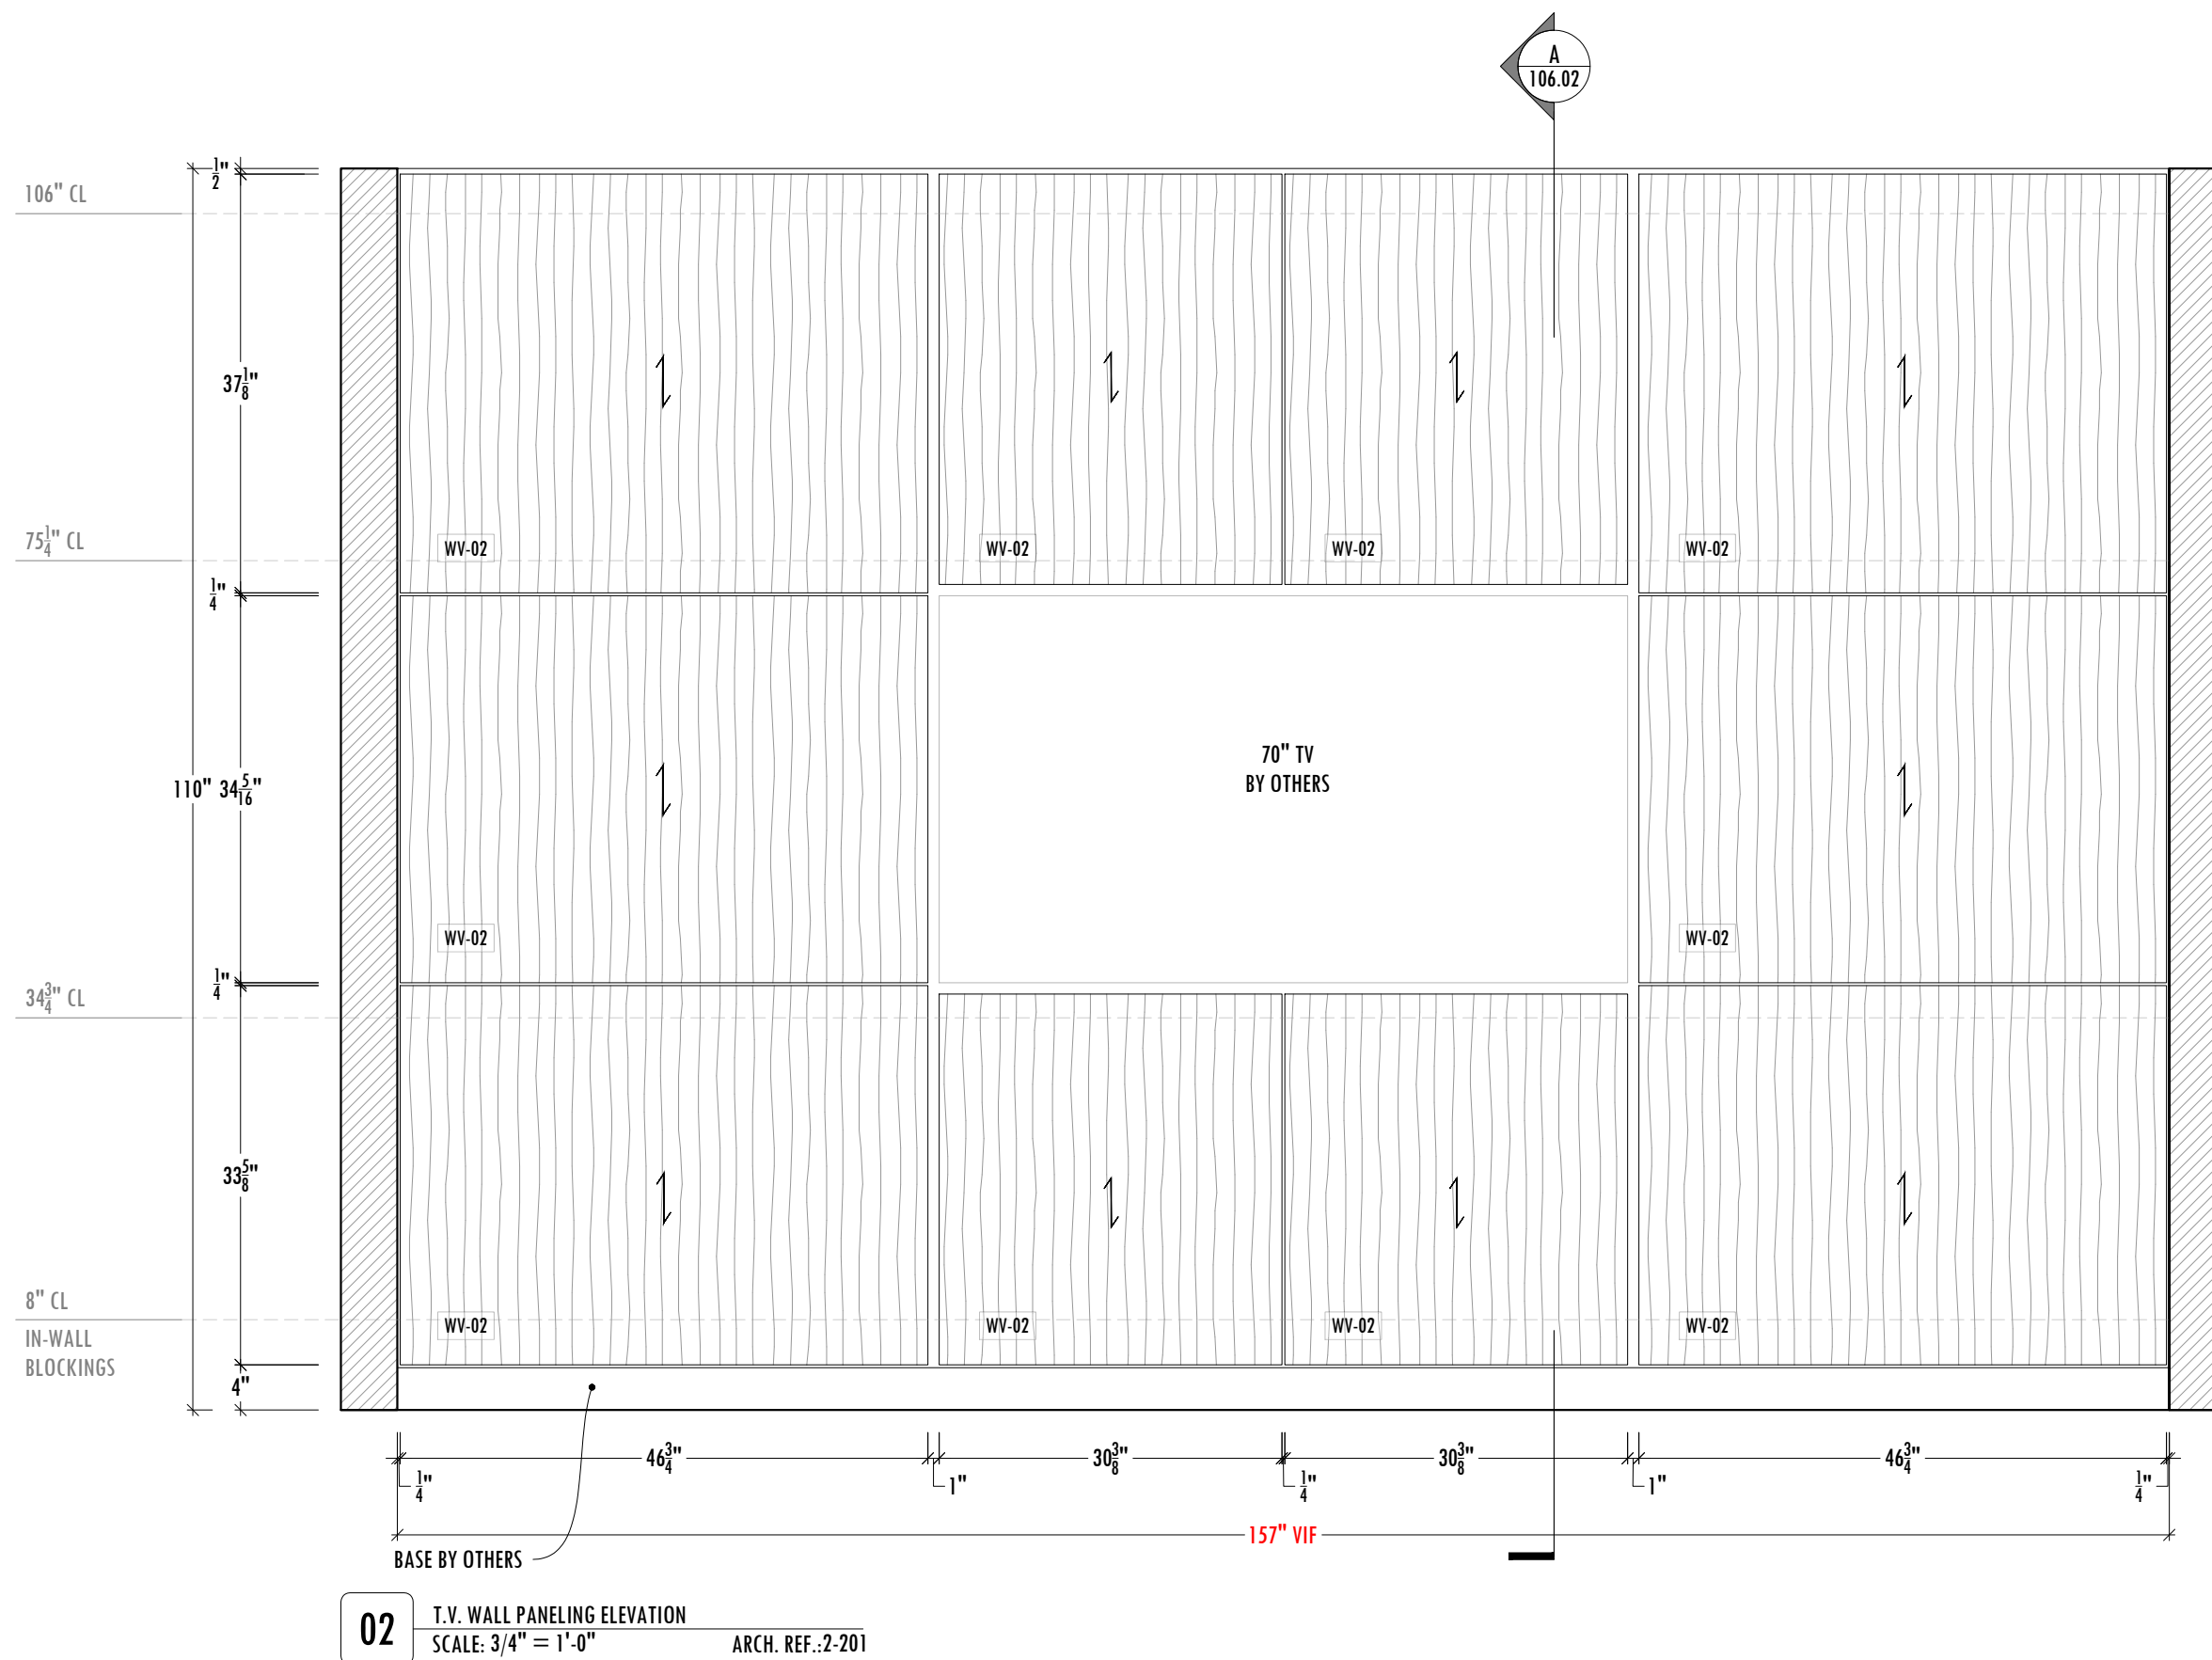 A
106.02
1/2"
106" CL
37 1/8"
75 1/4" CL
WV-02
WV-02
WV-02
WV-02
1/4"
70" TV
BY OTHERS
110"
34 5/16"
WV-02
WV-02
1/4"
34 3/4" CL
33 5/8"
8" CL
WV-02
WV-02
WV-02
WV-02
IN-WALL
BLOCKINGS
4"
46 3/4"
30 3/8"
30 3/8"
46 3/4"
1/4"
1"
1/4"
1"
1/4"
157" VIF
BASE BY OTHERS
02
T.V. WALL PANELING ELEVATION
SCALE: 3/4" = 1'-0"
ARCH. REF.:2-201